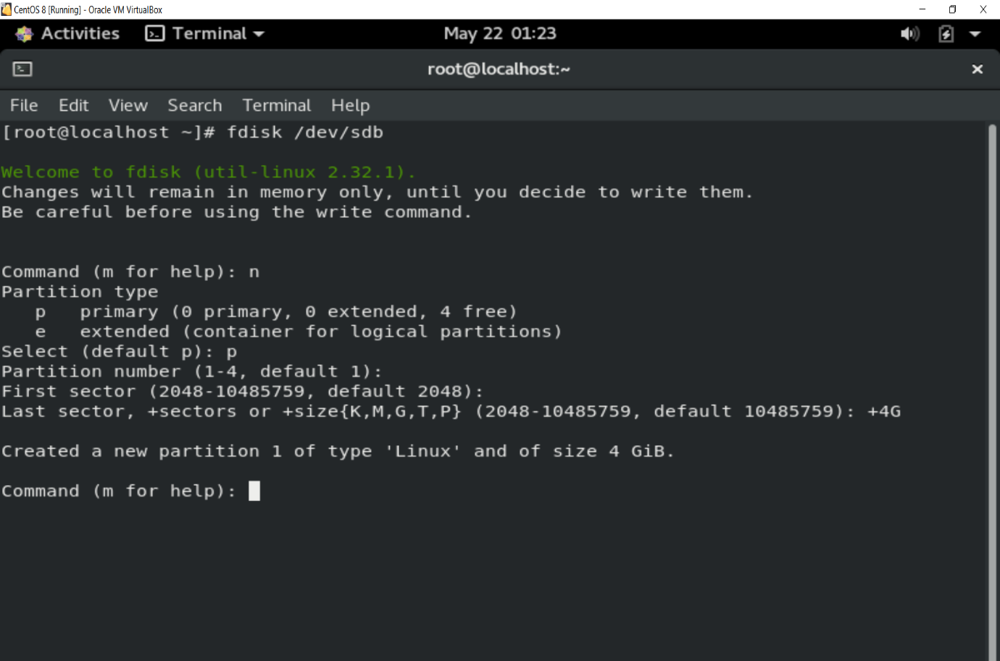 CentOS 8 [Running] - Oracle VM VirtualBox
Activities Terminal May 22 01:23
root@localhost:~
File Edit View Search Terminal Help
[root@localhost ~]# fdisk /dev/sdb
Welcome to fdisk (util-linux 2.32.1).
Changes will remain in memory only, until you decide to write them.
Be careful before using the write command.
Command (m for help): n
Partition type
   p   primary (0 primary, 0 extended, 4 free)
   e   extended (container for logical partitions)
Select (default p): p
Partition number (1-4, default 1):
First sector (2048-10485759, default 2048):
Last sector, +sectors or +size{K,M,G,T,P} (2048-10485759, default 10485759): +4G
Created a new partition 1 of type 'Linux' and of size 4 GiB.
Command (m for help):